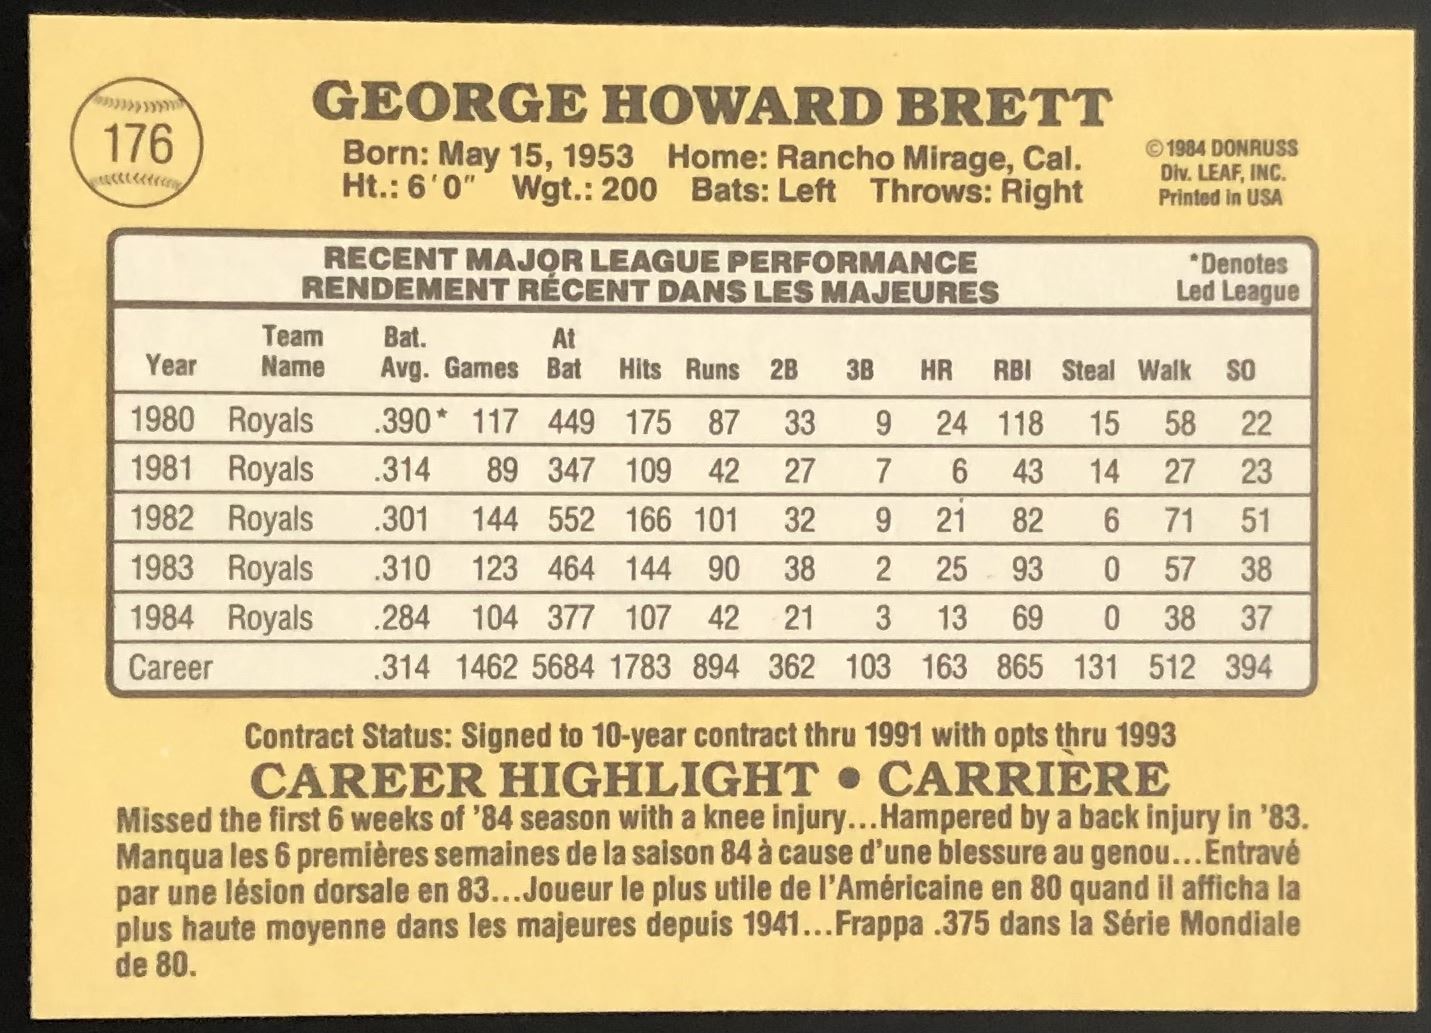 176
GEORGE HOWARD BRETT
Born: May 15, 1953 Home: Rancho Mirage, Cal.
Ht.: 6'0" Wgt.: 200 Bats: Left Throws: Right
©1984 DONRUSS
Div. LEAF, INC.
Printed in USA
RECENT MAJOR LEAGUE PERFORMANCE
RENDEMENT RÉCENT DANS LES MAJEURES
*Denotes
Led League
Year Team Name Bat. Avg. Games At Bat Hits Runs 2B 3B HR RBI Steal Walk SO
1980 Royals .390* 117 449 175 87 33 9 24 118 15 58 22
1981 Royals .314 89 347 109 42 27 7 6 43 14 27 23
1982 Royals .301 144 552 166 101 32 9 21 82 6 71 51
1983 Royals .310 123 464 144 90 38 2 25 93 0 57 38
1984 Royals .284 104 377 107 42 21 3 13 69 0 38 37
Career .314 1462 5684 1783 894 362 103 163 865 131 512 394
Contract Status: Signed to 10-year contract thru 1991 with opts thru 1993
CAREER HIGHLIGHT • CARRIÈRE
Missed the first 6 weeks of '84 season with a knee injury...Hampered by a back injury in '83.
Manqua les 6 premières semaines de la saison 84 à cause d'une blessure au genou...Entravé
par une lésion dorsale en 83...Joueur le plus utile de l'Américaine en 80 quand il afficha la
plus haute moyenne dans les majeures depuis 1941...Frappa .375 dans la Série Mondiale
de 80.